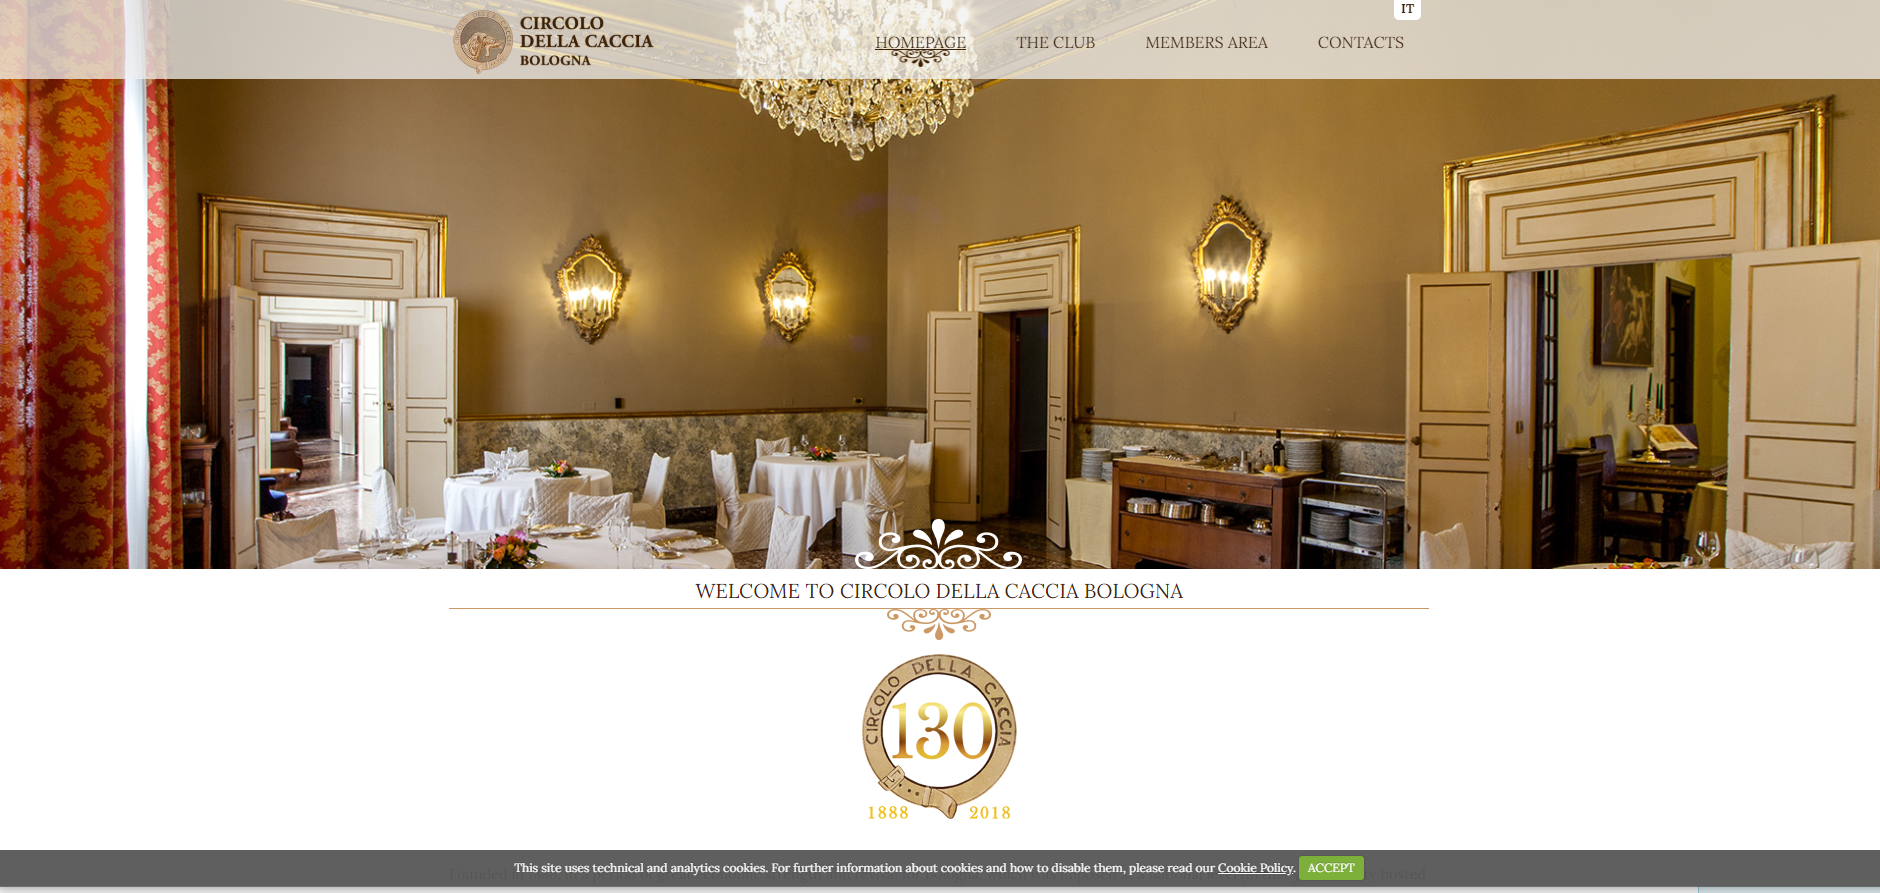 CIRCOLO
DELLA CACCIA
BOLOGNA
HOMEPAGE
THE CLUB
MEMBERS AREA
CONTACTS
IT
WELCOME TO CIRCOLO DELLA CACCIA BOLOGNA
CIRCOLO DELLA CACCIA
130
1888 2018
This site uses technical and analytics cookies. For further information about cookies and how to disable them, please read our Cookie Policy. ACCEPT